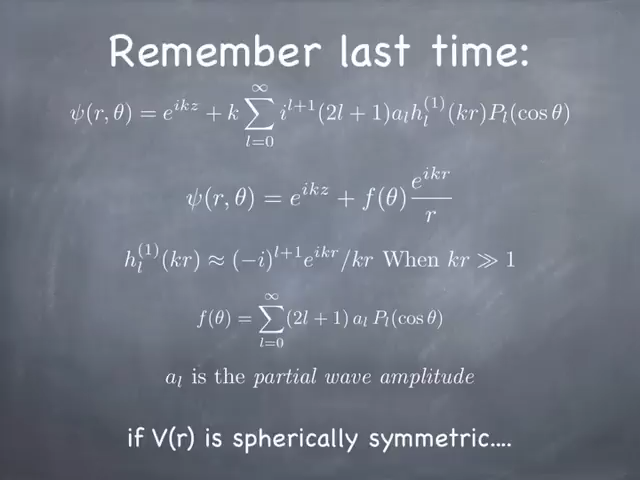 Remember last time:
ψ(r, θ) = e^{ikz} + k ∑_{l=0}^{∞} i^{l+1}(2l + 1)a_l h_l^{(1)}(kr)P_l(cos θ)
ψ(r, θ) = e^{ikz} + f(θ) \frac{e^{ikr}}{r}
h_l^{(1)}(kr) ≈ (−i)^{l+1}e^{ikr}/kr When kr ≫ 1
f(θ) = ∑_{l=0}^{∞} (2l + 1) a_l P_l(cos θ)
a_l is the partial wave amplitude
if V(r) is spherically symmetric....